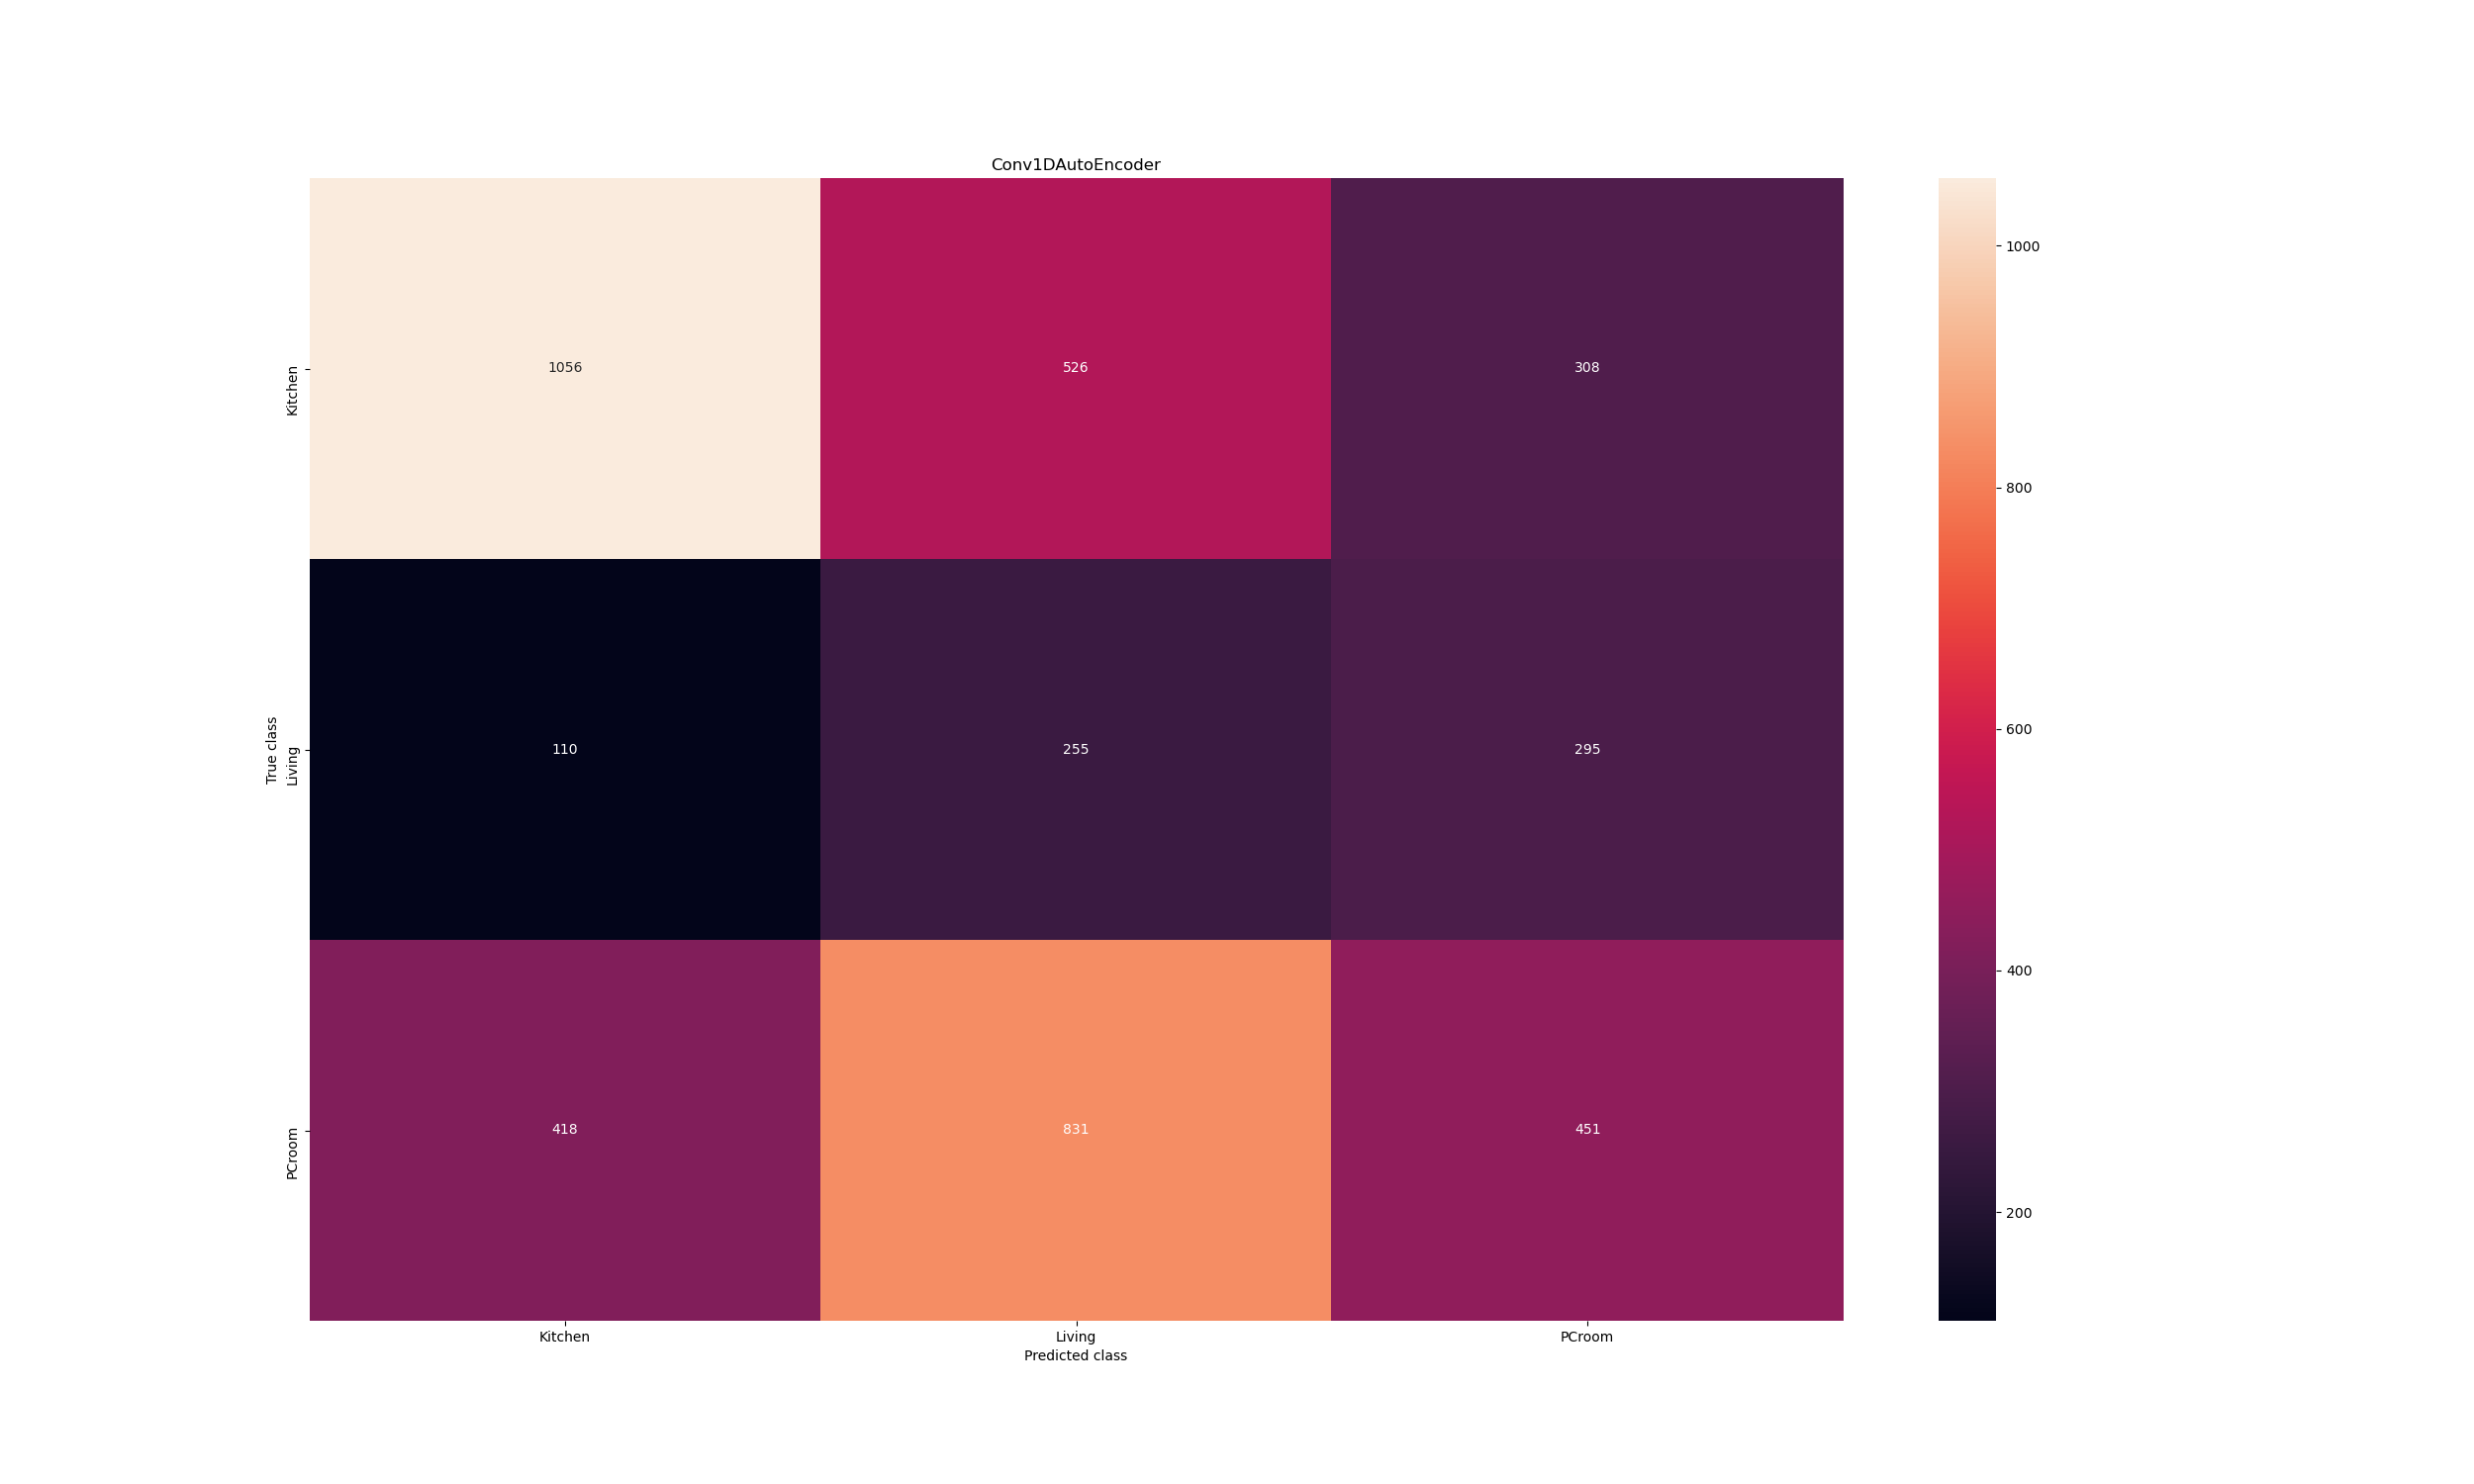 Conv1DAutoEncoder
1056 526 308
110 255 295
418 831 451
Kitchen
Living
PCroom
True class
Kitchen Living PCroom
Predicted class
1000
800
600
400
200